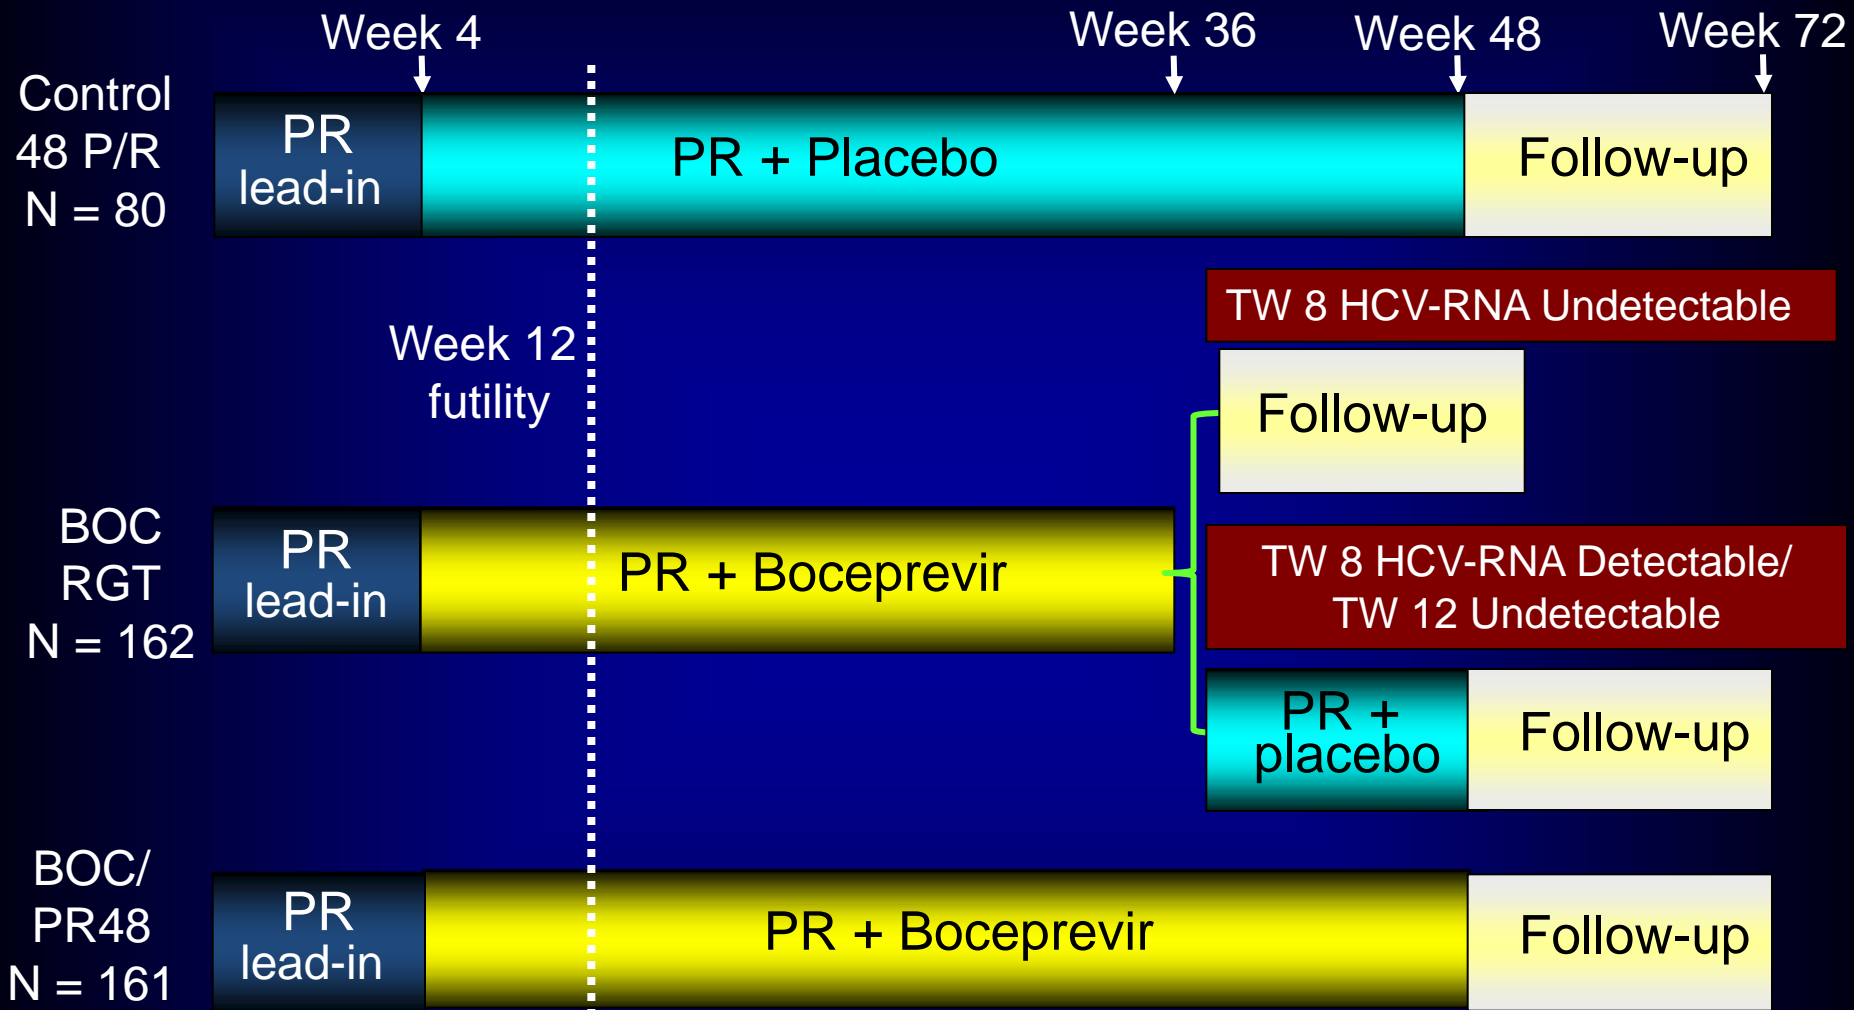 Week 4
Week 36
Week 48
Week 72
Control
48 P/R
N = 80
PR
lead-in
PR + Placebo
Follow-up
TW 8 HCV-RNA Undetectable
Week 12
futility
Follow-up
BOC
RGT
N = 162
PR
lead-in
PR + Boceprevir
TW 8 HCV-RNA Detectable/
TW 12 Undetectable
PR +
placebo
Follow-up
BOC/
PR48
N = 161
PR
lead-in
PR + Boceprevir
Follow-up